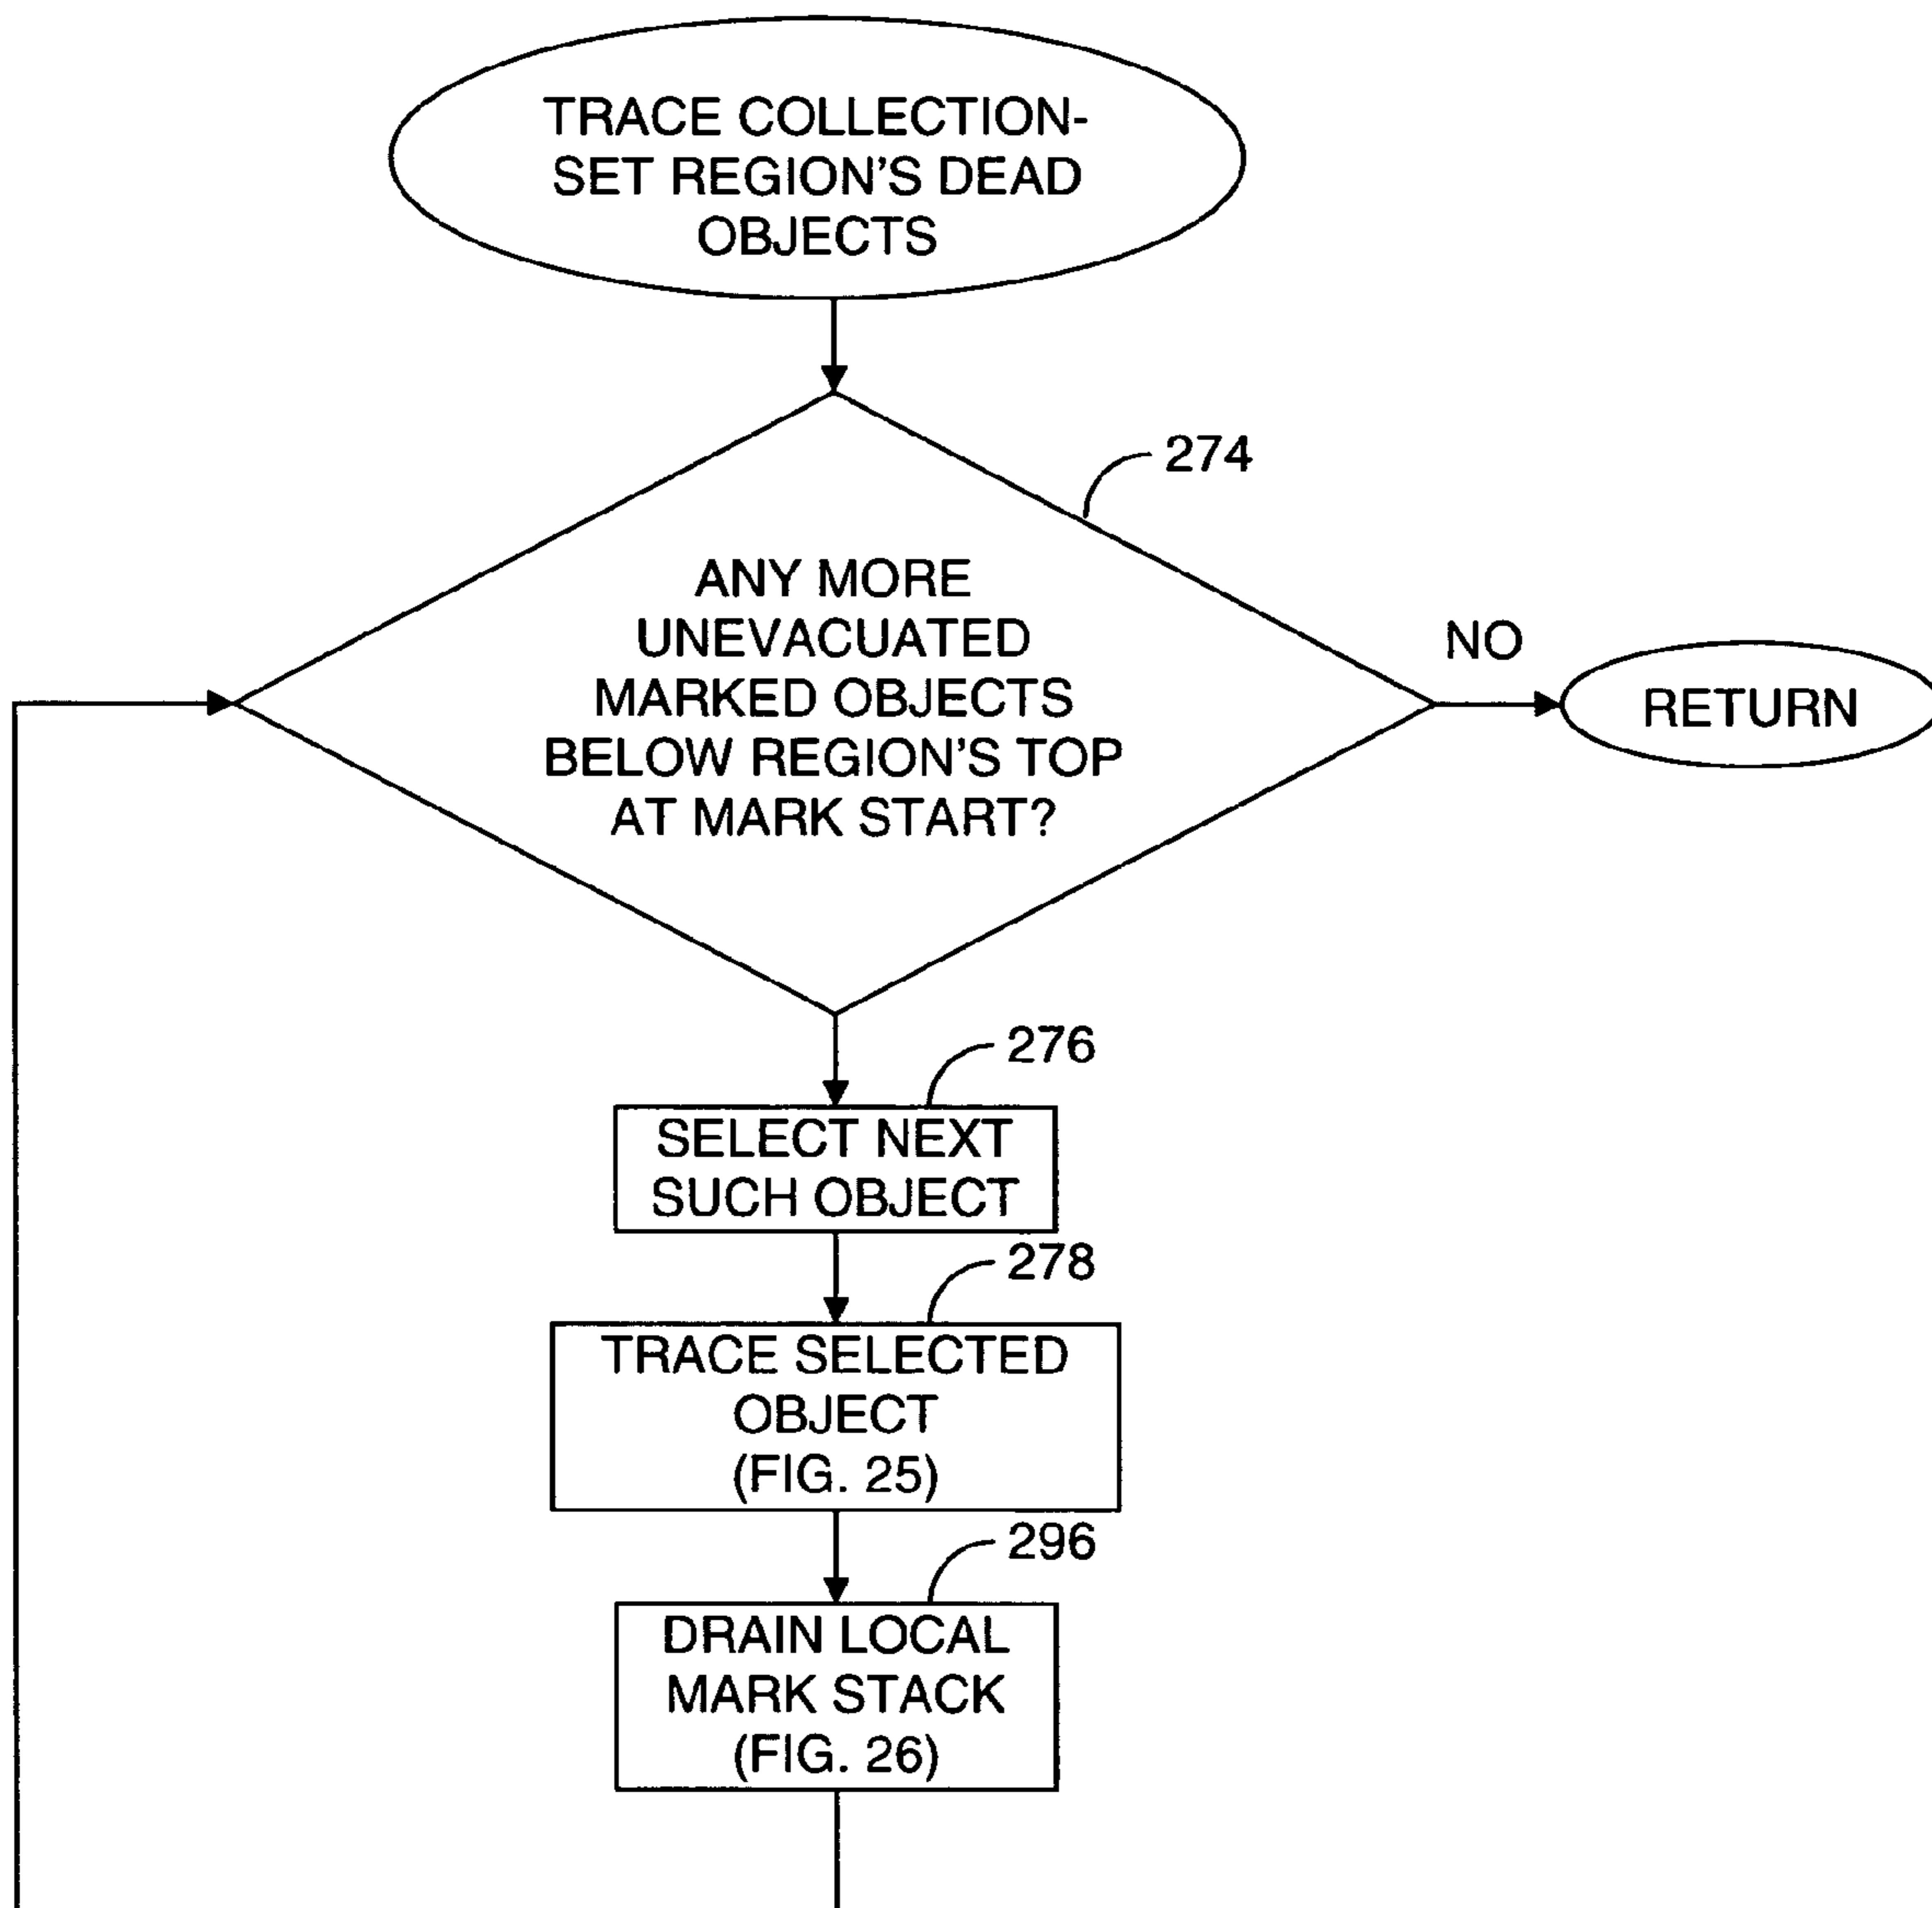 TRACE COLLECTION-
SET REGION'S DEAD
OBJECTS
274
ANY MORE
UNEVACUATED
MARKED OBJECTS
BELOW REGION'S TOP
AT MARK START?
NO
RETURN
276
SELECT NEXT
SUCH OBJECT
278
TRACE SELECTED
OBJECT
(FIG. 25)
296
DRAIN LOCAL
MARK STACK
(FIG. 26)